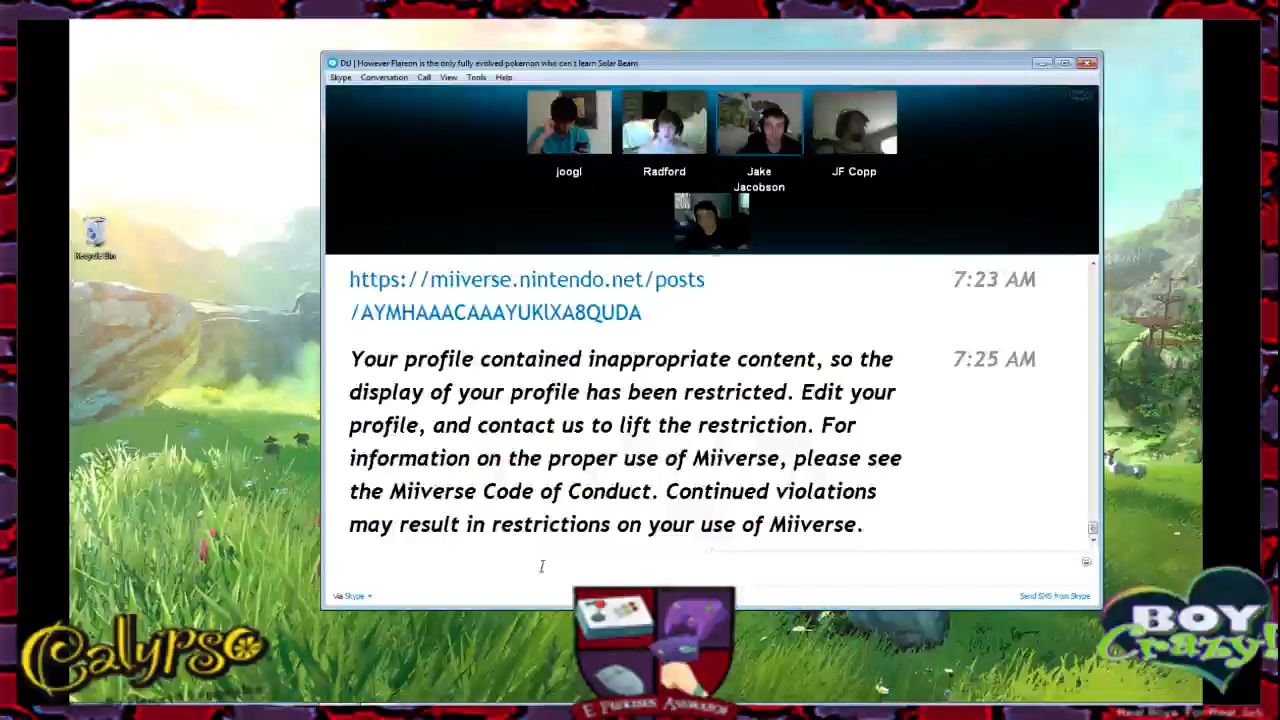 DU | However Flareon is the only fully evolved pokemon who can't learn Solar Beam
Skype Conversation Call View Tools Help
joogl
Radford
Jake
Jacobson
JF Copp
Recycle Bin
https://miiverse.nintendo.net/posts
/AYMHAAACAAAYUKlXA8QUDA
7:23 AM
Your profile contained inappropriate content, so the
display of your profile has been restricted. Edit your
profile, and contact us to lift the restriction. For
information on the proper use of Miiverse, please see
the Miiverse Code of Conduct. Continued violations
may result in restrictions on your use of Miiverse.
7:25 AM
via Skype
Send SMS from Skype
Calypso
BOY
Crazy!